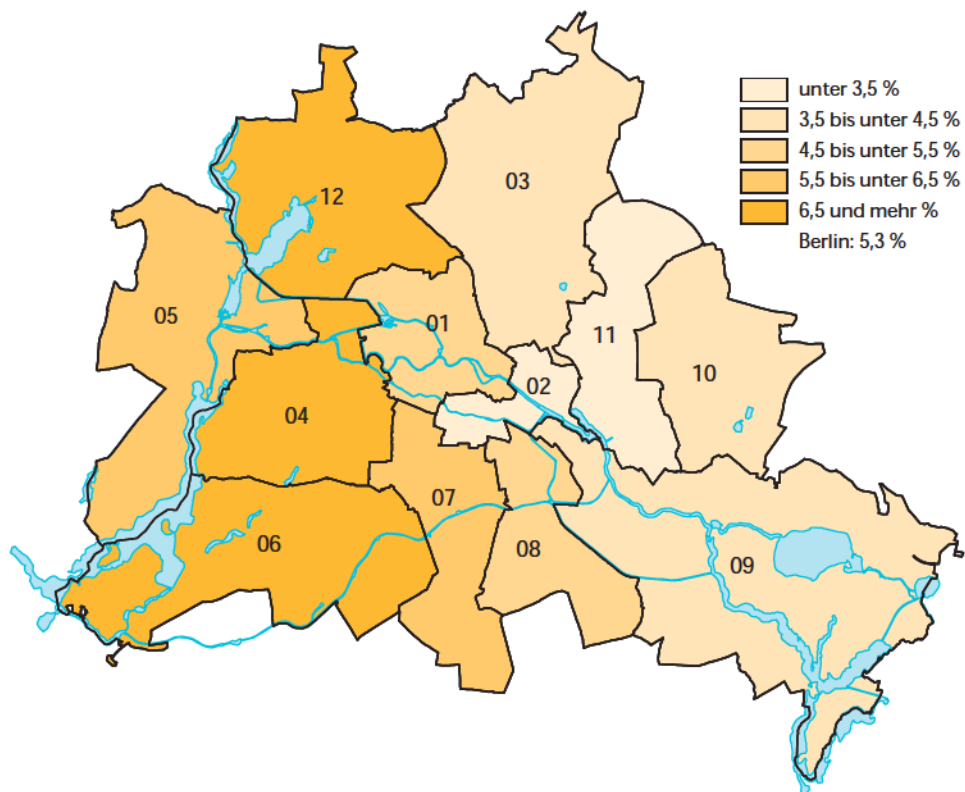 unter 3,5 %
3,5 bis unter 4,5 %
4,5 bis unter 5,5 %
5,5 bis unter 6,5 %
6,5 und mehr %
Berlin: 5,3 %
03
12
05
01
11
02
10
04
07
06
08
09